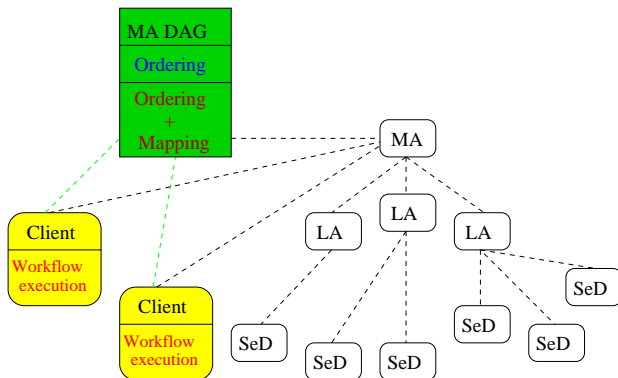 MA DAG
Ordering
Ordering
+
Mapping
MA
LA
LA
LA
Client
Workflow
execution
Client
Workflow
execution
SeD
SeD
SeD
SeD
SeD
SeD